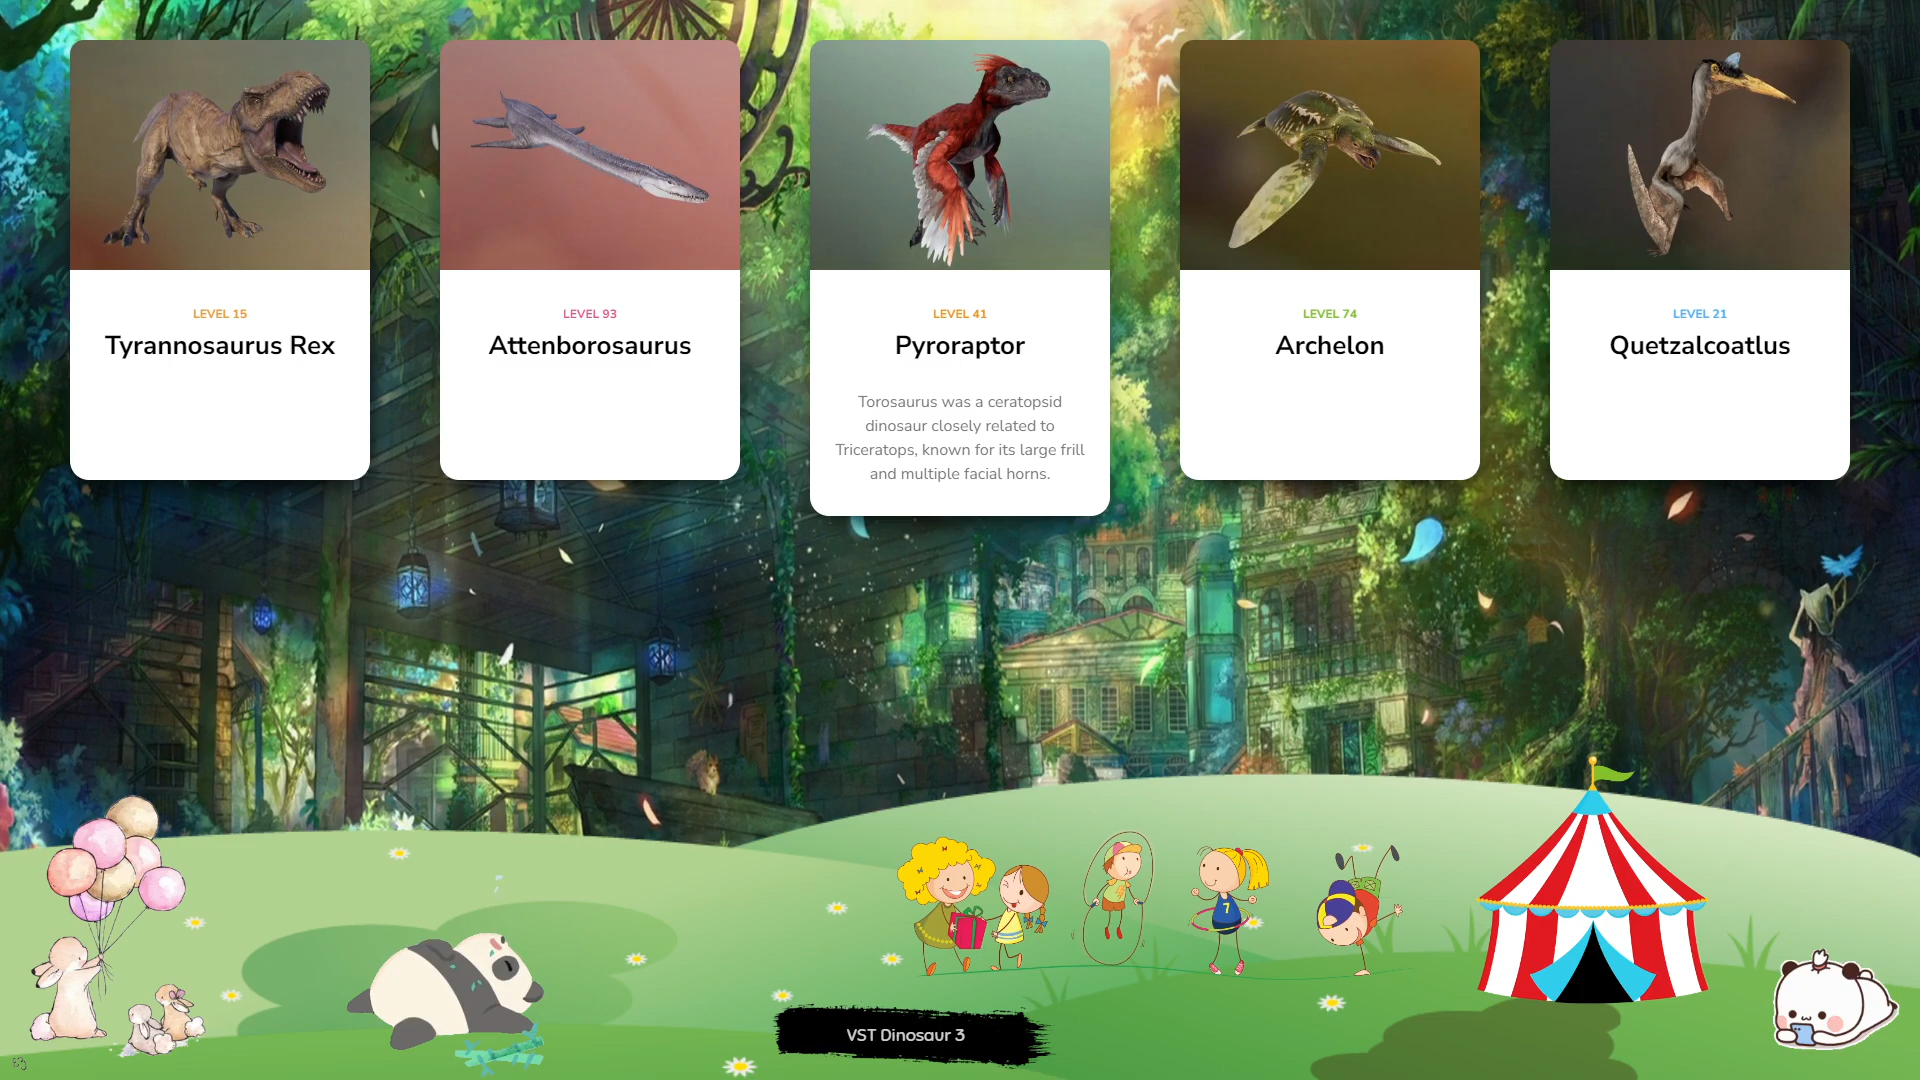 LEVEL 15
Tyrannosaurus Rex
LEVEL 93
Attenborosaurus
LEVEL 41
Pyroraptor
Torosaurus was a ceratopsid
dinosaur closely related to
Triceratops, known for its large frill
and multiple facial horns.
LEVEL 74
Archelon
LEVEL 21
Quetzalcoatlus
7
VST Dinosaur 3